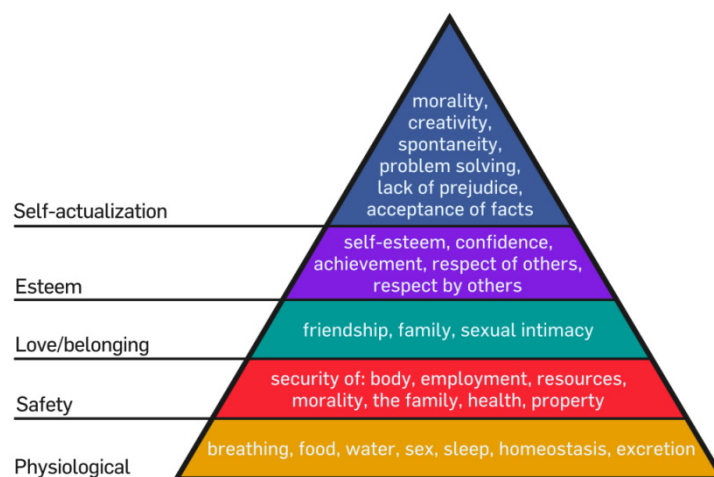 morality,
creativity,
spontaneity,
problem solving,
lack of prejudice,
acceptance of facts
Self-actualization
self-esteem, confidence,
achievement, respect of others,
respect by others
Esteem
friendship, family, sexual intimacy
Love/belonging
security of: body, employment, resources,
morality, the family, health, property
Safety
breathing, food, water, sex, sleep, homeostasis, excretion
Physiological